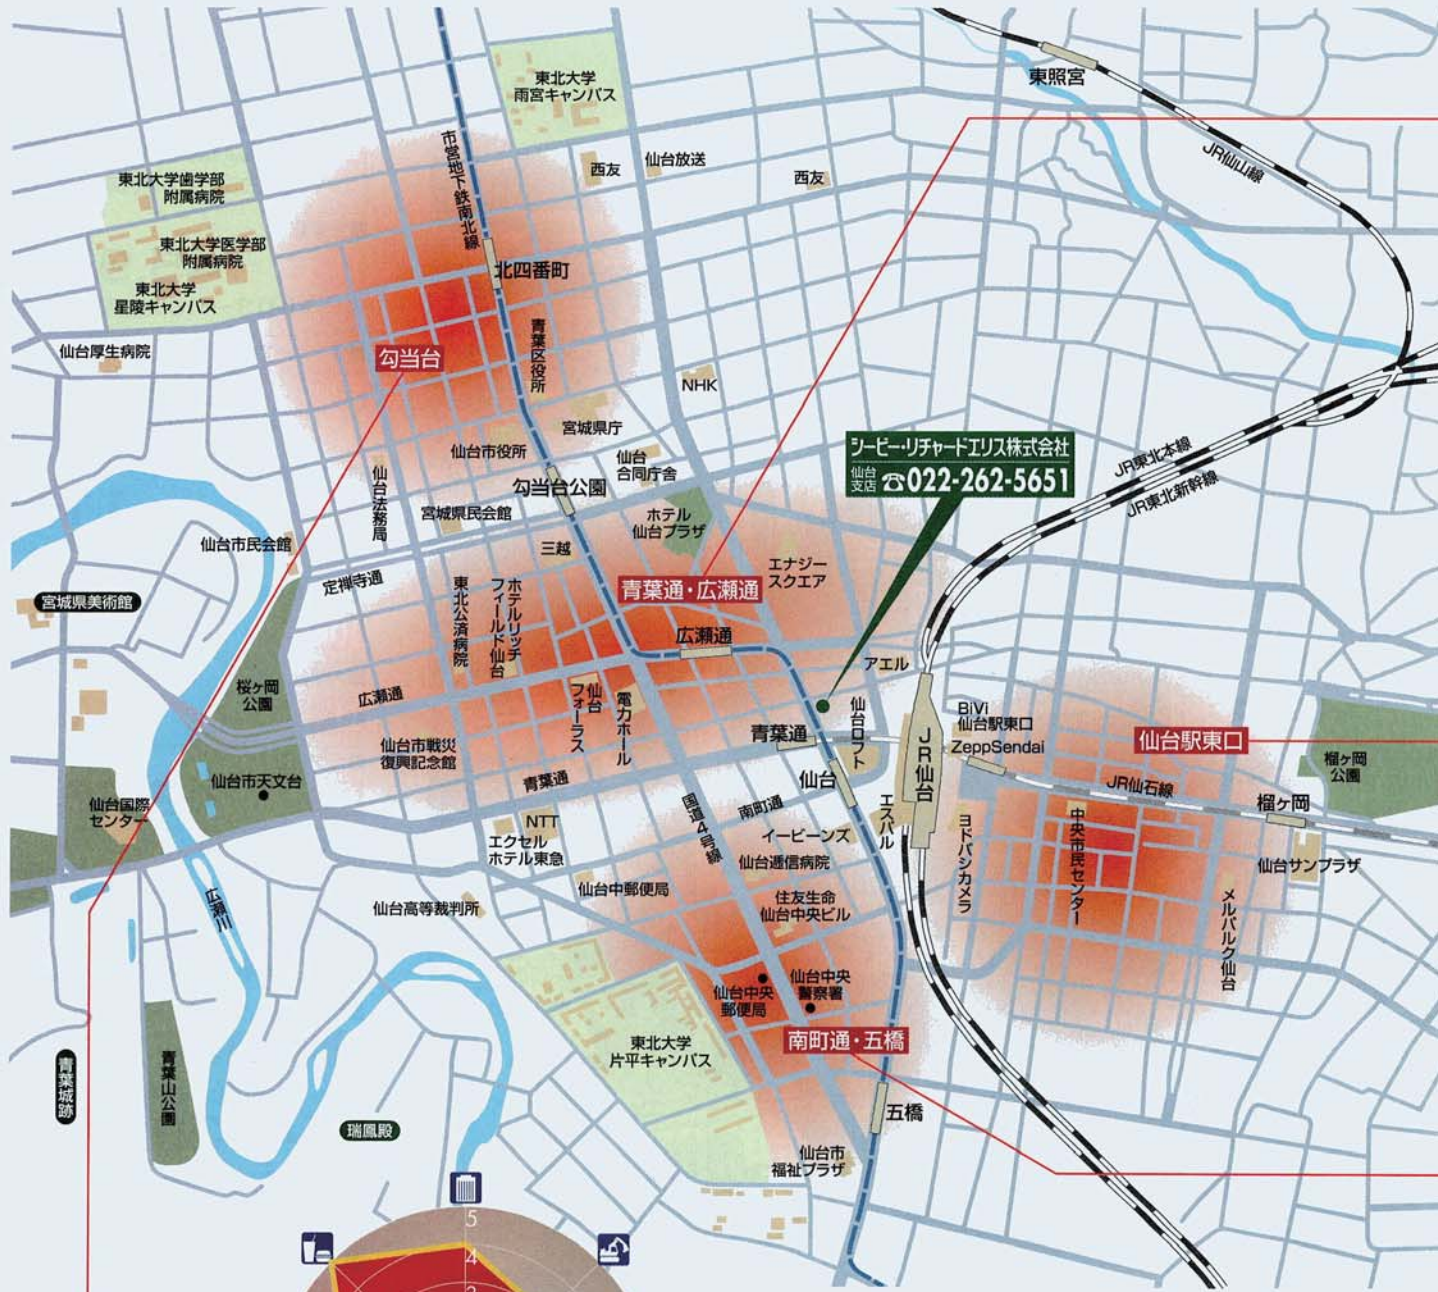 東北大学
雨宮キャンパス
東照宮
JR仙山線
市営地下鉄南北線
西友
仙台放送
西友
東北大学歯学部
附属病院
東北大学医学部
附属病院
東北大学
星陵キャンパス
北四番町
仙台厚生病院
勾当台
青葉区役所
NHK
宮城県庁
仙台市役所
仙台
合同庁舎
シービー・リチャードエリス株式会社
仙台
支店 ☎022-262-5651
JR東北本線
JR東北新幹線
仙台法務局
勾当台公園
宮城県民会館
ホテル
仙台プラザ
仙台市民会館
三越
エナジー
スクエア
定禅寺通
青葉通・広瀬通
宮城県美術館
東北公済病院
ホテルリッチ
フィールド仙台
広瀬通
アエル
桜ヶ岡
公園
広瀬通
仙台
フォーラス
電力ホール
仙台ロフト
BiVi
仙台駅東口
ZeppSendai
青葉通
JR仙台
仙台駅東口
仙台市戦災
復興記念館
青葉通
仙台
榴ヶ岡
公園
仙台市天文台
JR仙石線
仙台国際
センター
国道4号線
南町通
エスパル
榴ヶ岡
NTT
イービーンズ
ヨドバシカメラ
中央市民センター
エクセル
ホテル東急
仙台逓信病院
仙台サンプラザ
仙台中郵便局
住友生命
仙台中央ビル
メルパルク仙台
広瀬川
仙台高等裁判所
仙台中央
郵便局
仙台中央
警察署
南町通・五橋
東北大学
片平キャンパス
青葉城跡
青葉山公園
瑞鳳殿
五橋
仙台市
福祉プラザ
5
4
3